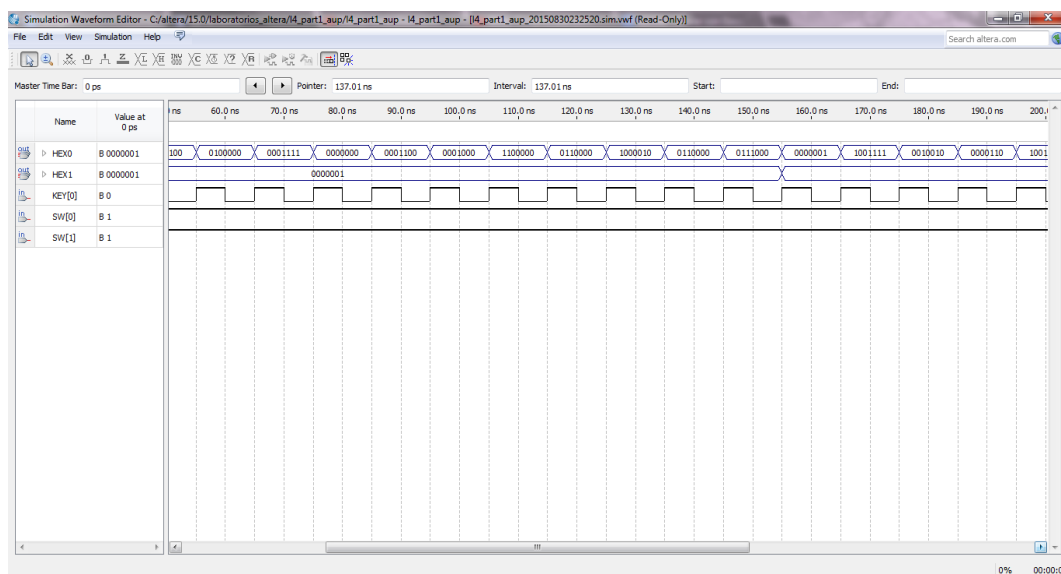 Simulation Waveform Editor - C:/altera/15.0/laboratorios_altera/l4_part1_aup/l4_part1_aup - l4_part1_aup - [l4_part1_aup_20150830232520.sim.vwf (Read-Only)]
File Edit View Simulation Help Search altera.com
Master Time Bar: 0 ps Pointer: 137.01 ns Interval: 137.01 ns Start: End:
Name Value at 0 ps ns 60.0 ns 70.0 ns 80.0 ns 90.0 ns 100.0 ns 110.0 ns 120.0 ns 130.0 ns 140.0 ns 150.0 ns 160.0 ns 170.0 ns 180.0 ns 190.0 ns 200.
HEX0 B 0000001 100 0100000 0001111 0000000 0001100 0001000 1100000 0110000 1000010 0110000 0111000 0000001 1001111 0010010 0000110 1001
HEX1 B 0000001 0000001
KEY[0] B 0
SW[0] B 1
SW[1] B 1
0% 00:00: